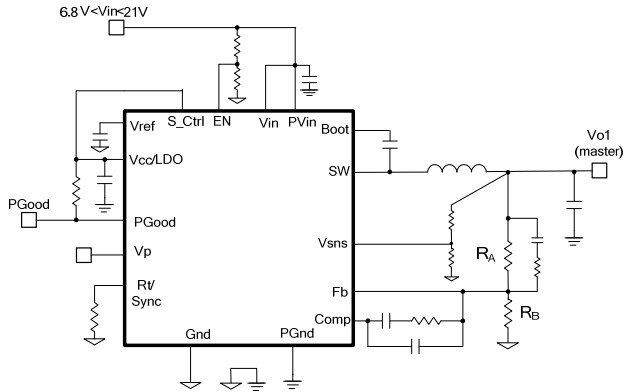 6.8V<Vin<21V
S_Ctrl EN Vin PVin
Vref
Boot
Vcc/LDO
SW
Vo1
(master)
PGood
PGood
Vsns
Vp
RA
Rt/
Sync
Fb
Comp
RB
Gnd
PGnd